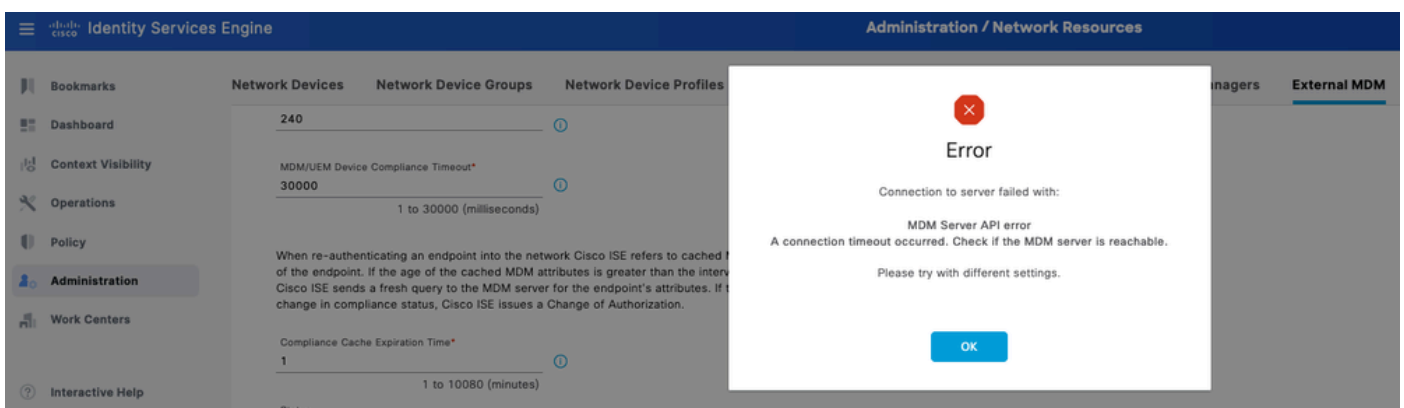 cisco Identity Services Engine
Administration / Network Resources
Bookmarks
Dashboard
Context Visibility
Operations
Policy
Administration
Work Centers
Interactive Help
Network Devices Network Device Groups Network Device Profiles
External MDM
240
MDM/UEM Device Compliance Timeout*
30000
1 to 30000 (milliseconds)
When re-authenticating an endpoint into the network Cisco ISE refers to cached
of the endpoint. If the age of the cached MDM attributes is greater than the
Cisco ISE sends a fresh query to the MDM server for the endpoint's attributes. If
change in compliance status, Cisco ISE issues a Change of Authorization.
Compliance Cache Expiration Time*
1
1 to 10080 (minutes)
Error
Connection to server failed with:
MDM Server API error
A connection timeout occurred. Check if the MDM server is reachable.
Please try with different settings.
OK